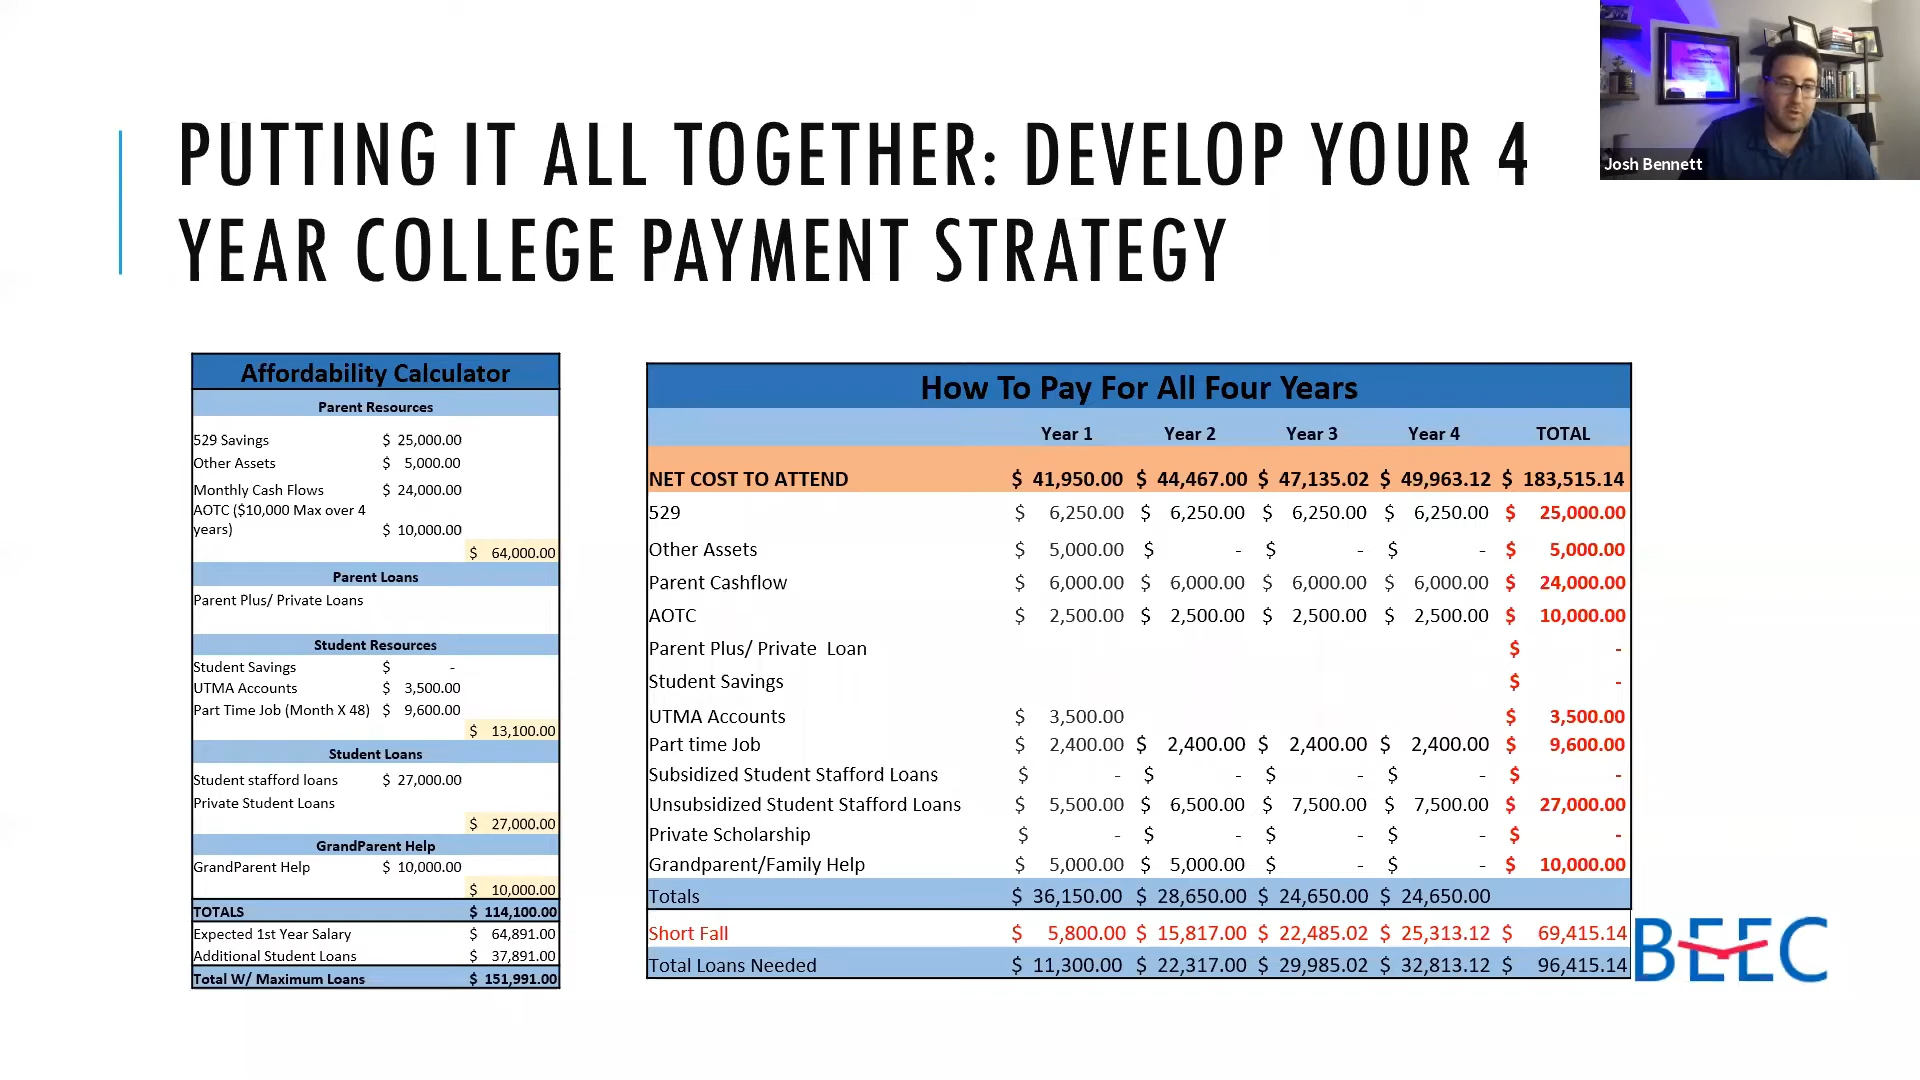 Josh Bennett
PUTTING IT ALL TOGETHER: DEVELOP YOUR 4
YEAR COLLEGE PAYMENT STRATEGY
Affordability Calculator
Parent Resources
529 Savings $ 25,000.00
Other Assets $ 5,000.00
Monthly Cash Flows $ 24,000.00
AOTC ($10,000 Max over 4
years) $ 10,000.00
$ 64,000.00
Parent Loans
Parent Plus/ Private Loans
Student Resources
Student Savings $ -
UTMA Accounts $ 3,500.00
Part Time Job (Month X 48) $ 9,600.00
$ 13,100.00
Student Loans
Student stafford loans $ 27,000.00
Private Student Loans
$ 27,000.00
GrandParent Help
GrandParent Help $ 10,000.00
$ 10,000.00
TOTALS $ 114,100.00
Expected 1st Year Salary $ 64,891.00
Additional Student Loans $ 37,891.00
Total W/ Maximum Loans $ 151,991.00
How To Pay For All Four Years
Year 1 Year 2 Year 3 Year 4 TOTAL
NET COST TO ATTEND $ 41,950.00 $ 44,467.00 $ 47,135.02 $ 49,963.12 $ 183,515.14
529 $ 6,250.00 $ 6,250.00 $ 6,250.00 $ 6,250.00 $ 25,000.00
Other Assets $ 5,000.00 $ - $ - $ - $ 5,000.00
Parent Cashflow $ 6,000.00 $ 6,000.00 $ 6,000.00 $ 6,000.00 $ 24,000.00
AOTC $ 2,500.00 $ 2,500.00 $ 2,500.00 $ 2,500.00 $ 10,000.00
Parent Plus/ Private Loan $ -
Student Savings $ -
UTMA Accounts $ 3,500.00 $ 3,500.00
Part time Job $ 2,400.00 $ 2,400.00 $ 2,400.00 $ 2,400.00 $ 9,600.00
Subsidized Student Stafford Loans $ - $ - $ - $ - $ -
Unsubsidized Student Stafford Loans $ 5,500.00 $ 6,500.00 $ 7,500.00 $ 7,500.00 $ 27,000.00
Private Scholarship $ - $ - $ - $ - $ -
Grandparent/Family Help $ 5,000.00 $ 5,000.00 $ - $ - $ 10,000.00
Totals $ 36,150.00 $ 28,650.00 $ 24,650.00 $ 24,650.00
Short Fall $ 5,800.00 $ 15,817.00 $ 22,485.02 $ 25,313.12 $ 69,415.14
Total Loans Needed $ 11,300.00 $ 22,317.00 $ 29,985.02 $ 32,813.12 $ 96,415.14
BEEC